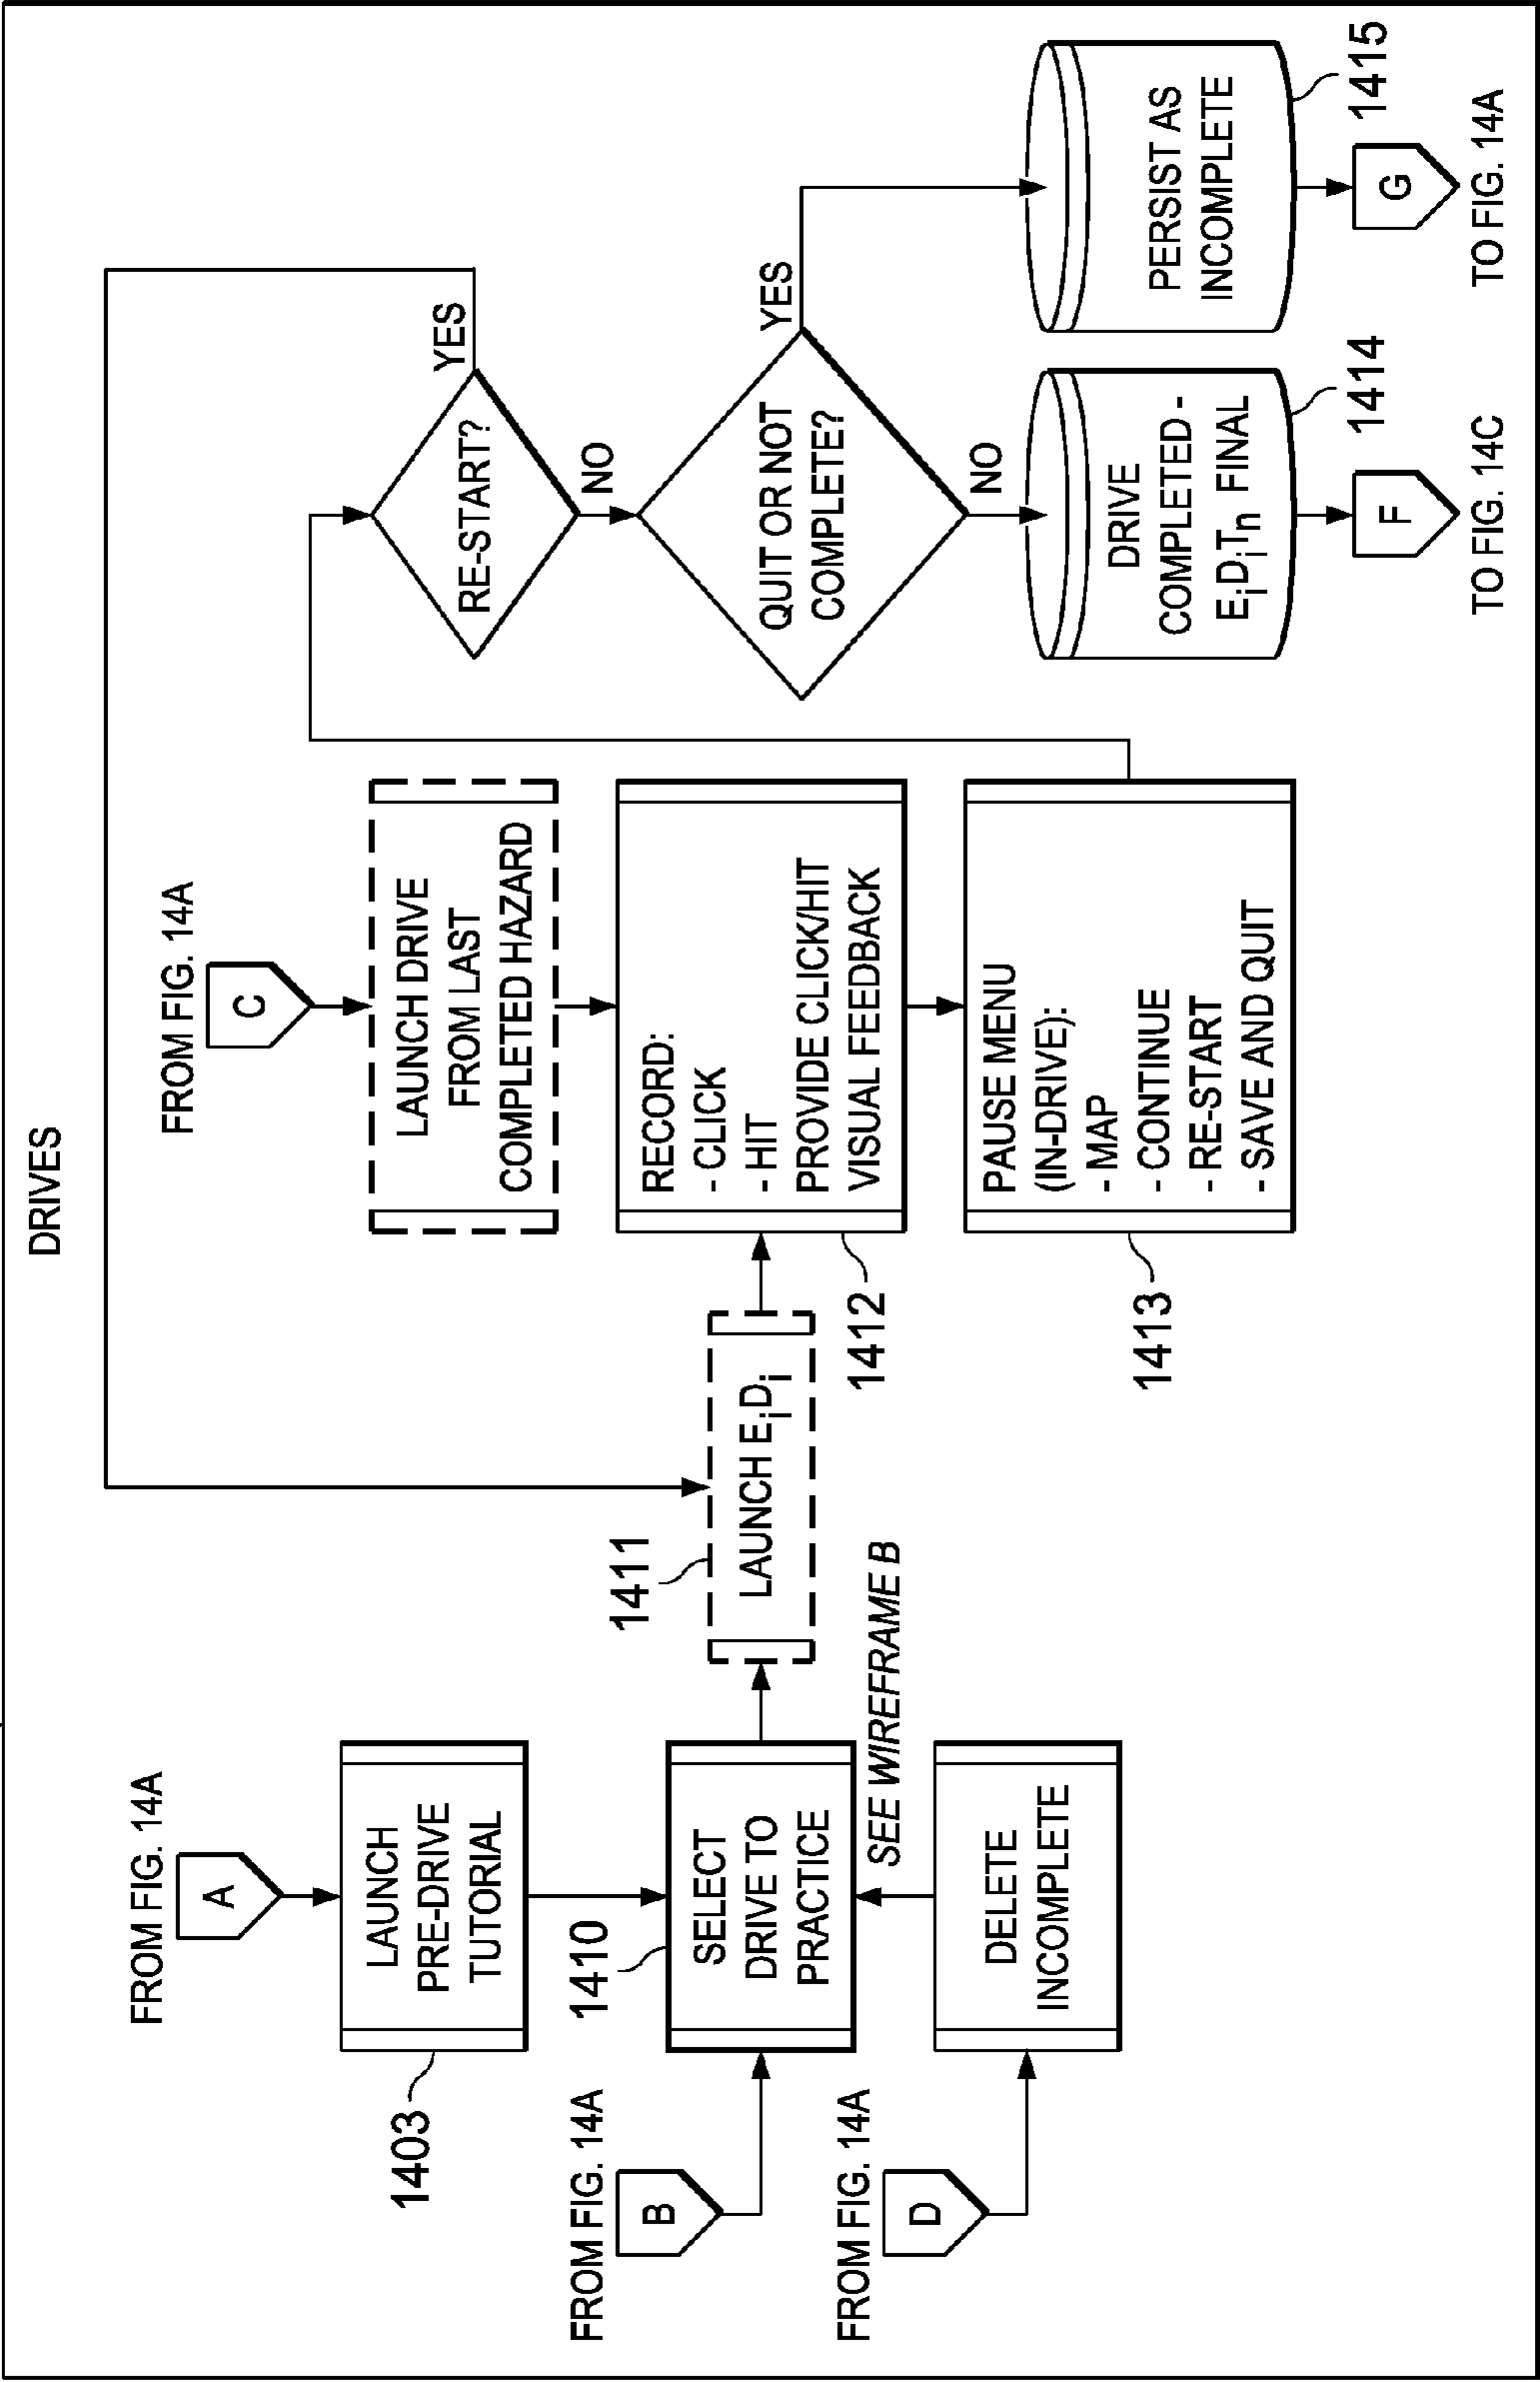 DRIVES
FROM FIG. 14A
A
LAUNCH
PRE-DRIVE
TUTORIAL
1403
FROM FIG. 14A
B
1410
SELECT
DRIVE TO
PRACTICE
SEE WIREFRAME B
FROM FIG. 14A
D
DELETE
INCOMPLETE
1411
LAUNCH EiDi
FROM FIG. 14A
C
LAUNCH DRIVE
FROM LAST
COMPLETED HAZARD
RECORD:
- CLICK
- HIT
PROVIDE CLICK/HIT
VISUAL FEEDBACK
1412
PAUSE MENU
(IN-DRIVE):
- MAP
- CONTINUE
- RE-START
- SAVE AND QUIT
1413
RE-START?
YES
NO
QUIT OR NOT
COMPLETE?
YES
NO
DRIVE
COMPLETED -
EiDiTn FINAL
1414
F
TO FIG. 14C
PERSIST AS
INCOMPLETE
1415
G
TO FIG. 14A